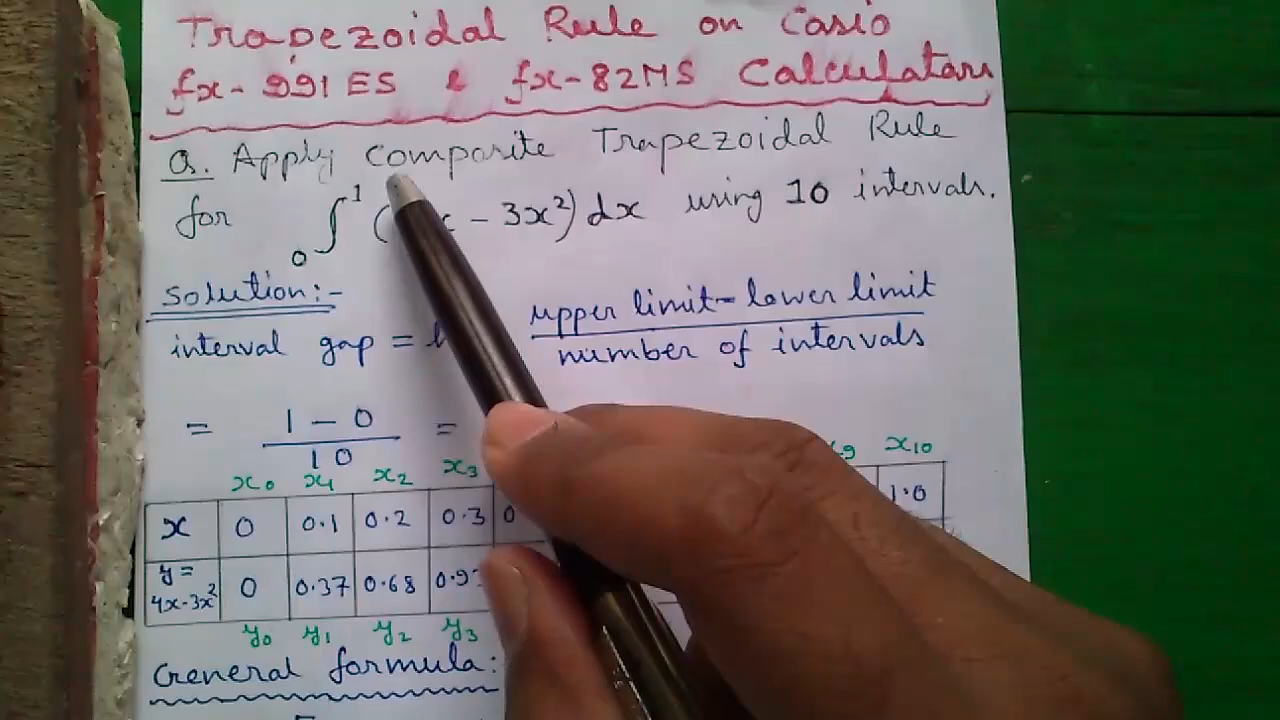 Trapezoidal Rule on Casio
fx-991ES & fx-82MS Calculators
Q. Apply Composite Trapezoidal Rule
for ∫₀¹ ( - 3x²) dx using 10 intervals.
Solution:-
interval gap = upper limit - lower limit
number of intervals
= 1 - 0 =
10
x₀ x₁ x₂ x₃ x₁₀
x 0 0.1 0.2 0.3 0 1.0
y = 4x-3x² 0 0.37 0.68 0.9
y₀ y₁ y₂ y₃
General formula: